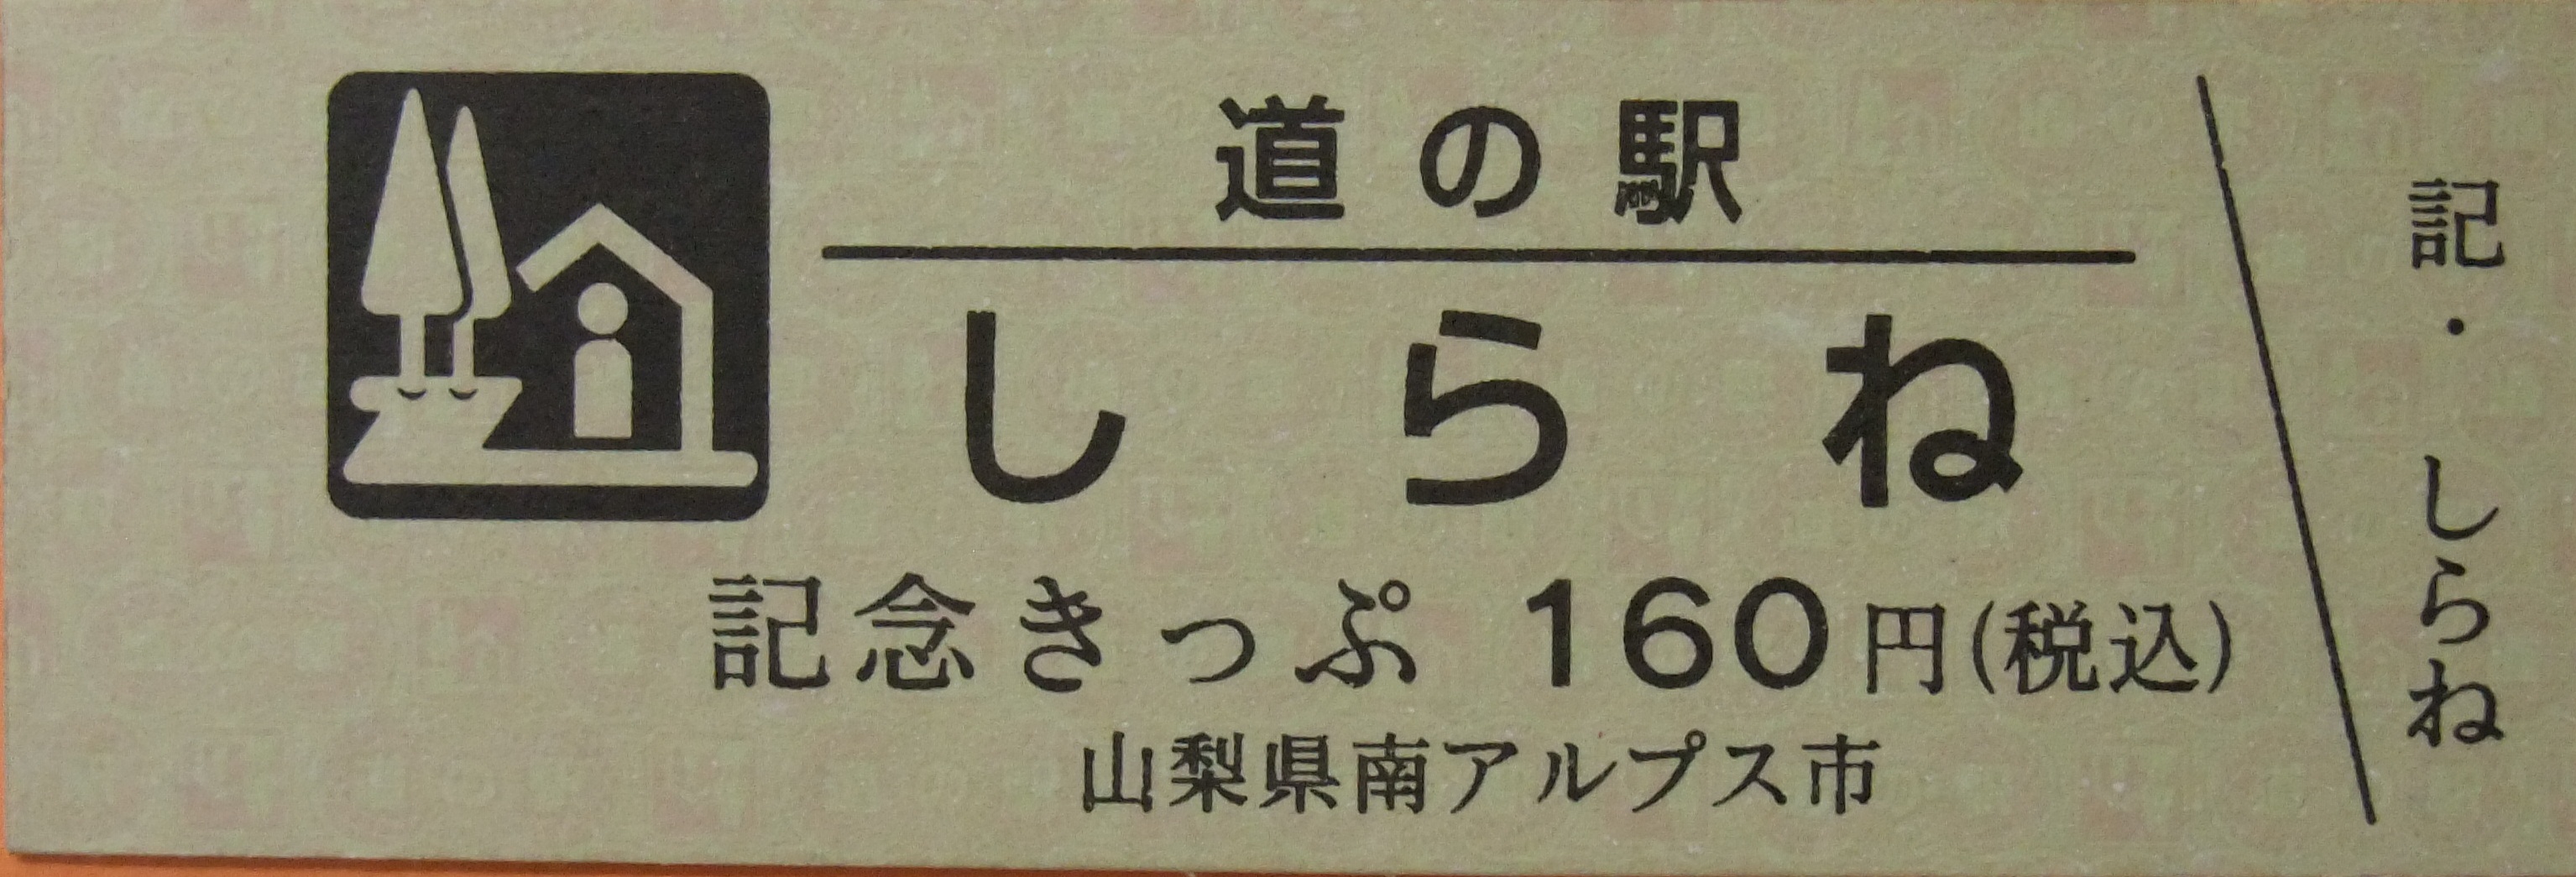 道の駅
しらね
記念きっぷ 160円(税込)
山梨県南アルプス市
記・しらね